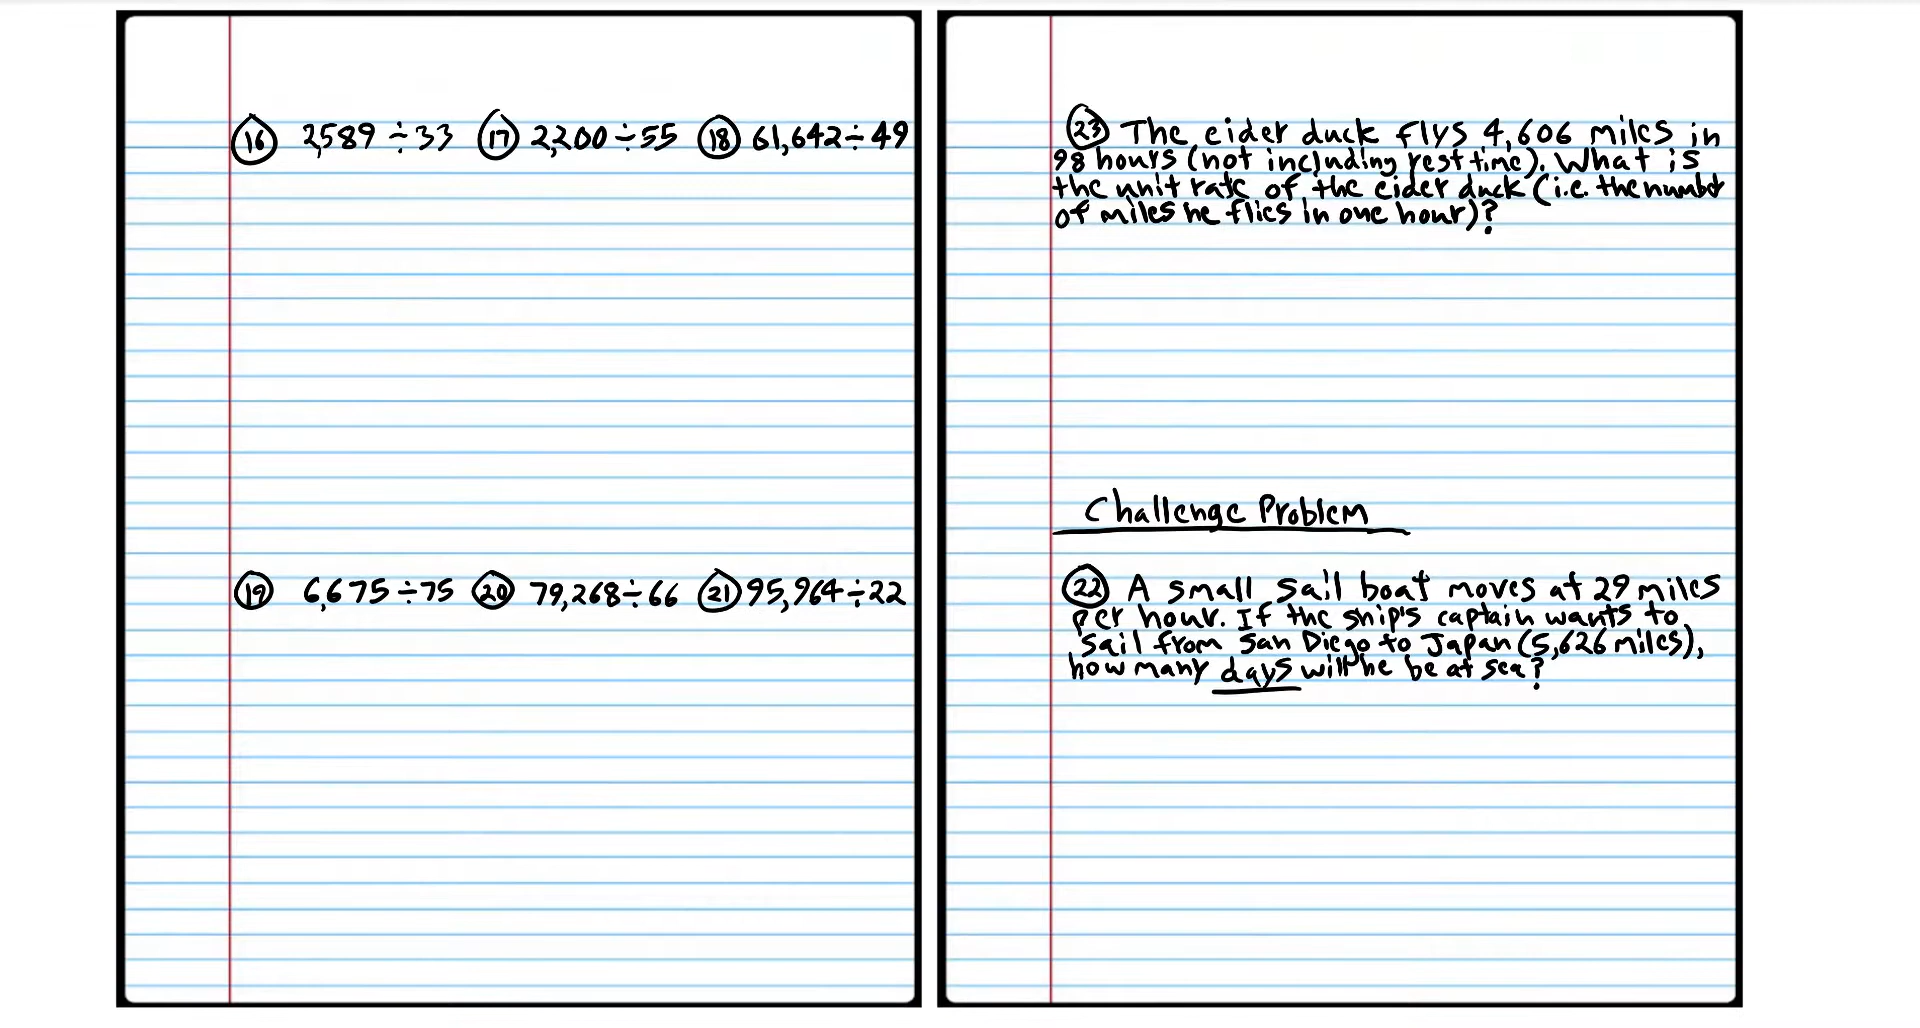 16 2,589 ÷ 33 17 2,200 ÷ 55 18 61,642 ÷ 49
19 6,675 ÷ 75 20 79,268 ÷ 66 21 95,964 ÷ 22
23 The eider duck flys 4,606 miles in
98 hours (not including rest time). What is
the unit rate of the eider duck (i.e. the number
of miles he flies in one hour)?
Challenge Problem
22 A small sail boat moves at 29 miles
per hour. If the ship's captain wants to
sail from San Diego to Japan (5,626 miles),
how many days will he be at sea?